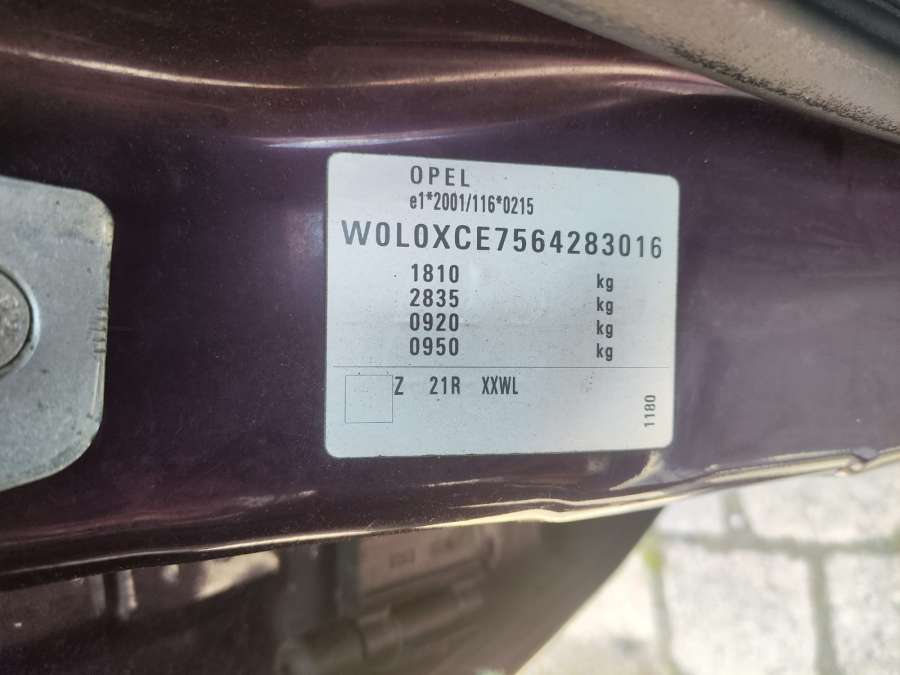 OPEL
e1*2001/116*0215
W0L0XCE7564283016
1810 kg
2835 kg
0920 kg
0950 kg
Z 21R XXWL
1180